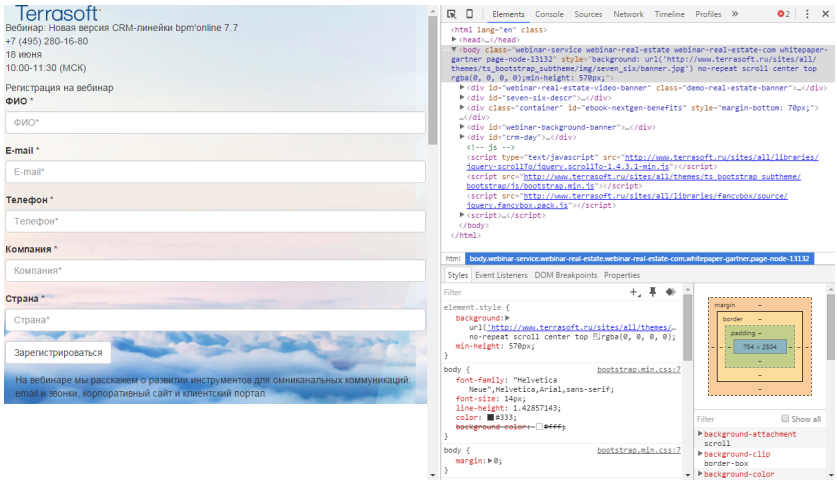 Terrasoft
Вебинар: Новая версия CRM-линейки bpm'online 7.7
+7 (495) 280-16-80
18 июня
10:00-11:30 (МСК)
Регистрация на вебинар
ФИО *
ФИО*
E-mail *
E-mail*
Телефон *
Телефон*
Компания *
Компания*
Страна *
Страна*
Зарегистрироваться
На вебинаре мы расскажем о развитии инструментов для омниканальных коммуникаций:
email и звонки, корпоративный сайт и клиентский портал
Elements Console Sources Network Timeline Profiles » 2
<html lang="en" class>
<head>…</head>
<body class="webinar-service webinar-real-estate webinar-real-estate-com whitepaper-
gartner page-node-13132" style="background: url('http://www.terrasoft.ru/sites/all/
themes/ts_bootstrap_subtheme/img/seven_six/banner.jpg') no-repeat scroll center top
rgba(0, 0, 0, 0);min-height: 570px;">
<div id="webinar-real-estate-video-banner" class="demo-real-estate-banner">…</div>
<div id="seven-six-descr">…</div>
<div class="container" id="ebook-nextgen-benefits" style="margin-bottom: 70px;">
…</div>
<div id="webinar-background-banner">…</div>
<div id="crm-day">…</div>
<!-- js -->
<script type="text/javascript" src="http://www.terrasoft.ru/sites/all/libraries/
jquery-scrollTo/jquery.scrollTo-1.4.3.1-min.js"></script>
<script src="http://www.terrasoft.ru/sites/all/themes/ts_bootstrap_subtheme/
bootstrap/js/bootstrap.min.js"></script>
<script src="http://www.terrasoft.ru/sites/all/libraries/fancybox/source/
jquery.fancybox.pack.js"></script>
<script>…</script>
</body>
</html>
html body.webinar-service.webinar-real-estate.webinar-real-estate-com.whitepaper-gartner.page-node-13132
Styles Event Listeners DOM Breakpoints Properties
Filter
element.style {
background:
url('http://www.terrasoft.ru/sites/all/themes/…
no-repeat scroll center top rgba(0, 0, 0, 0);
min-height: 570px;
}
body { bootstrap.min.css:7
font-family: "Helvetica
Neue",Helvetica,Arial,sans-serif;
font-size: 14px;
line-height: 1.42857143;
color: #333;
background-color: #fff;
}
body { bootstrap.min.css:7
margin: 0;
}
margin –
border –
padding –
– – – 754 × 2504 – – –
–
–
–
Filter Show all
background-attachment
scroll
background-clip
border-box
background-color